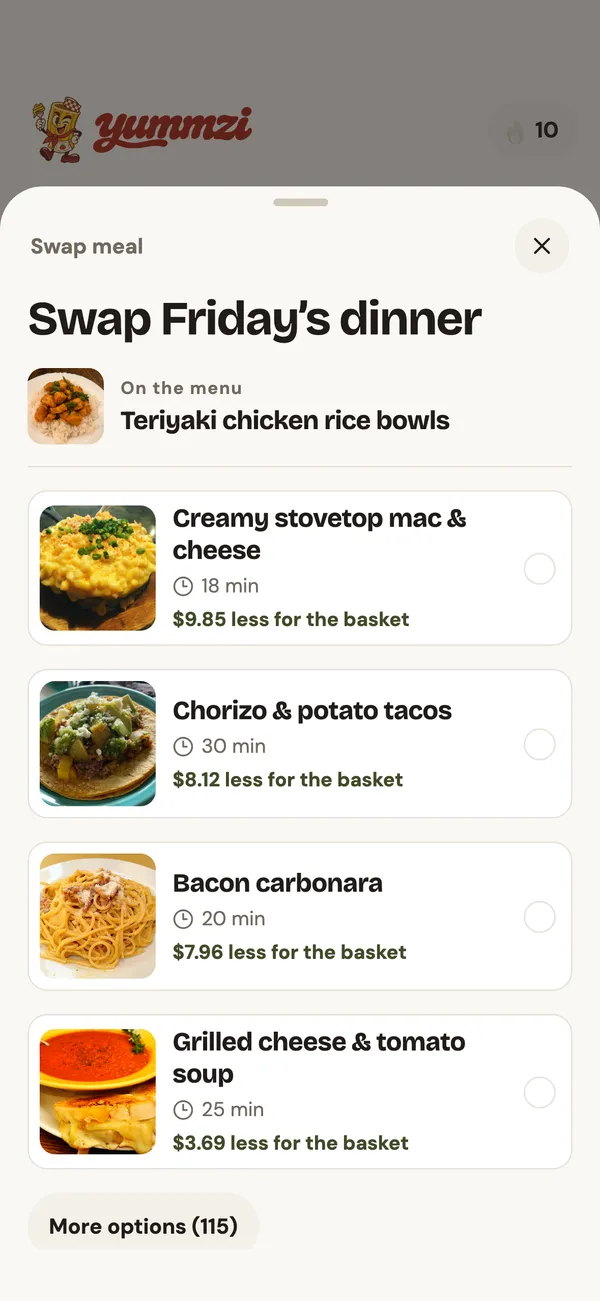 yummzi
10
Swap meal
Swap Friday's dinner
On the menu
Teriyaki chicken rice bowls
Creamy stovetop mac &
cheese
18 min
$9.85 less for the basket
Chorizo & potato tacos
30 min
$8.12 less for the basket
Bacon carbonara
20 min
$7.96 less for the basket
Grilled cheese & tomato
soup
25 min
$3.69 less for the basket
More options (115)